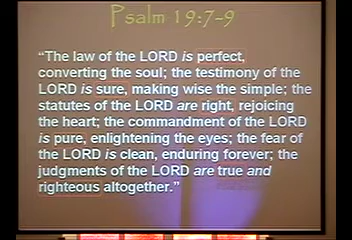 Psalm 19:7-9
“The law of the LORD is perfect,
converting the soul; the testimony of the
LORD is sure, making wise the simple; the
statutes of the LORD are right, rejoicing
the heart; the commandment of the LORD
is pure, enlightening the eyes; the fear of
the LORD is clean, enduring forever; the
judgments of the LORD are true and
righteous altogether.”